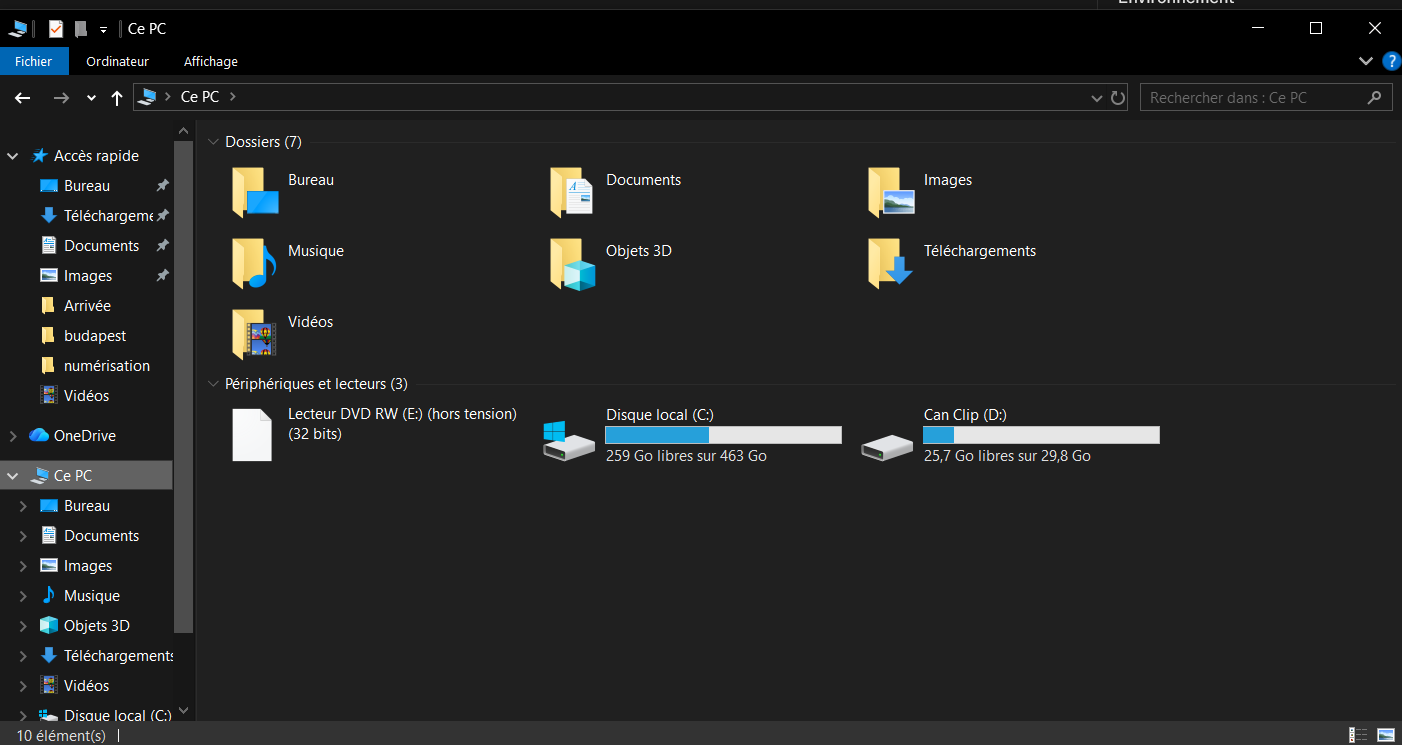 Environnement
Ce PC
Fichier
Ordinateur
Affichage
?
Ce PC
Rechercher dans : Ce PC
Accès rapide
Bureau
Téléchargeme
Documents
Images
Arrivée
budapest
numérisation
Vidéos
OneDrive
Ce PC
Bureau
Documents
Images
Musique
Objets 3D
Téléchargements
Vidéos
Disque local (C:)
Dossiers (7)
Bureau
Documents
Images
Musique
Objets 3D
Téléchargements
Vidéos
Périphériques et lecteurs (3)
Lecteur DVD RW (E:) (hors tension)
(32 bits)
Disque local (C:)
259 Go libres sur 463 Go
Can Clip (D:)
25,7 Go libres sur 29,8 Go
10 élément(s)